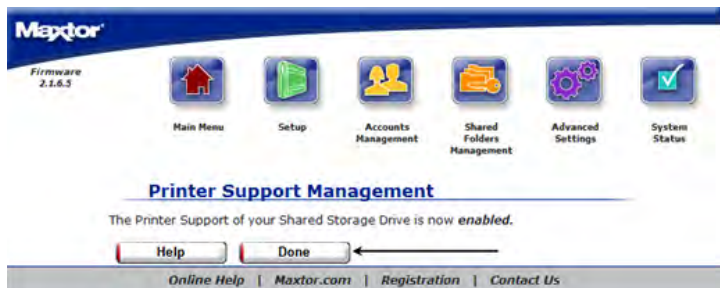 Maxtor
Firmware
2.1.6.5
Main Menu
Setup
Accounts
Management
Shared
Folders
Management
Advanced
Settings
System
Status
Printer Support Management
The Printer Support of your Shared Storage Drive is now enabled.
Help
Done
Online Help | Maxtor.com | Registration | Contact Us